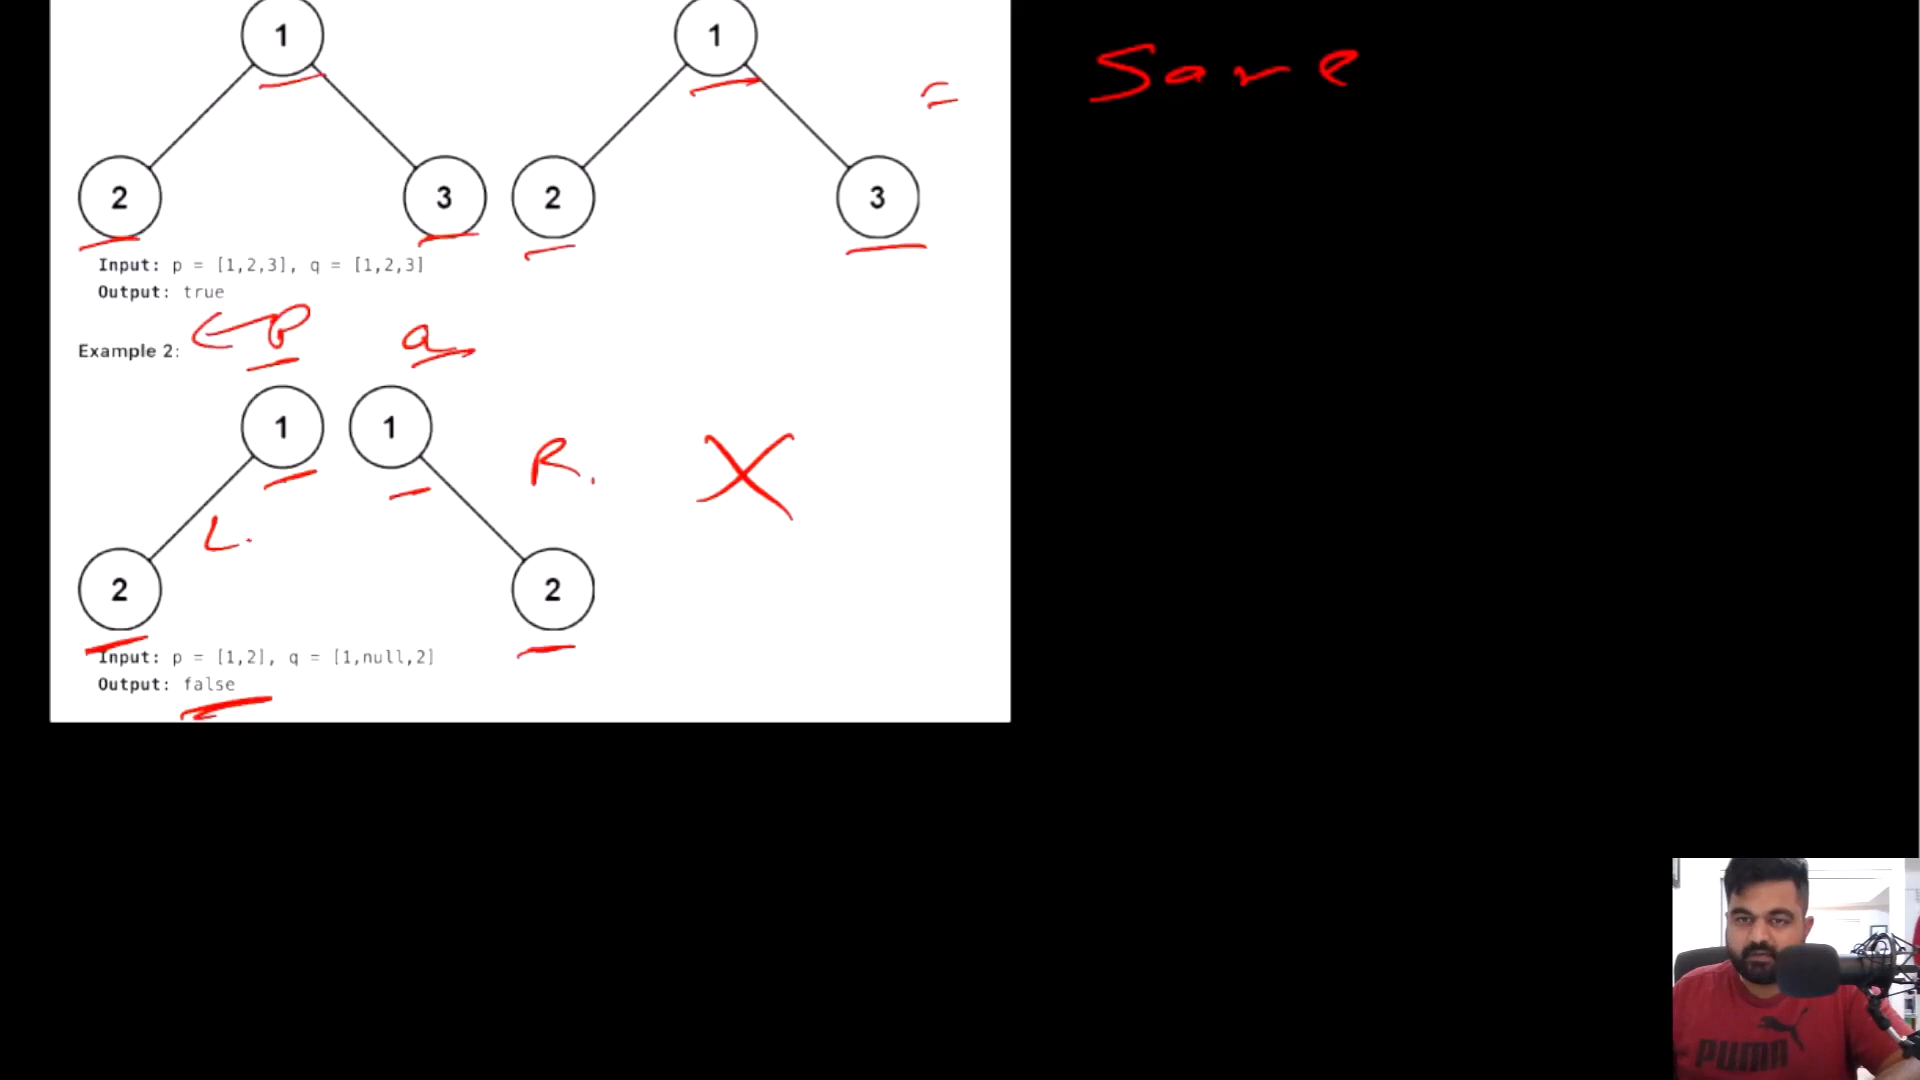 1 1 =
Same
2 3 2 3
Input: p = [1,2,3], q = [1,2,3]
Output: true
P q
Example 2:
1 1
R. X
L.
2 2
Input: p = [1,2], q = [1,null,2]
Output: false
PUMA